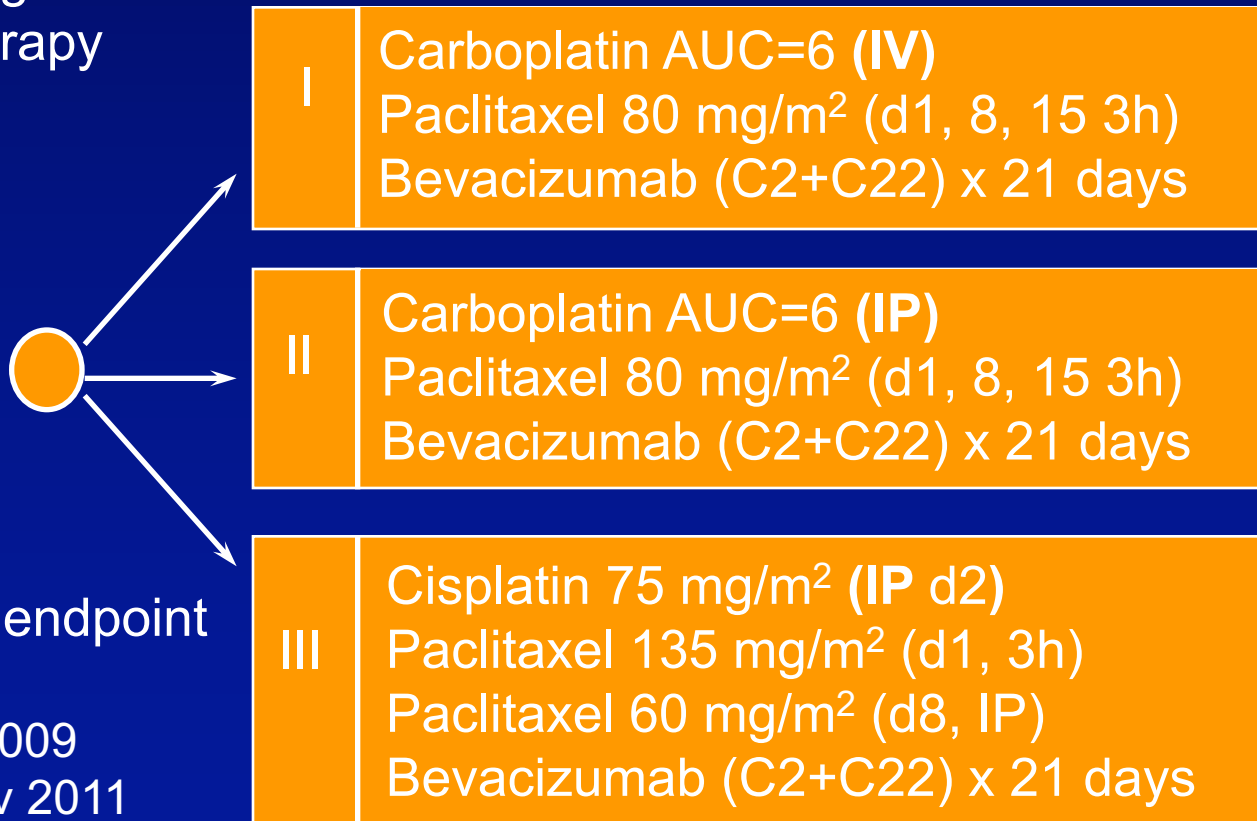 I
Carboplatin AUC=6 (IV)
Paclitaxel 80 mg/m² (d1, 8, 15 3h)
Bevacizumab (C2+C22) x 21 days
II
Carboplatin AUC=6 (IP)
Paclitaxel 80 mg/m² (d1, 8, 15 3h)
Bevacizumab (C2+C22) x 21 days
endpoint
III
Cisplatin 75 mg/m² (IP d2)
Paclitaxel 135 mg/m² (d1, 3h)
Paclitaxel 60 mg/m² (d8, IP)
Bevacizumab (C2+C22) x 21 days
2011